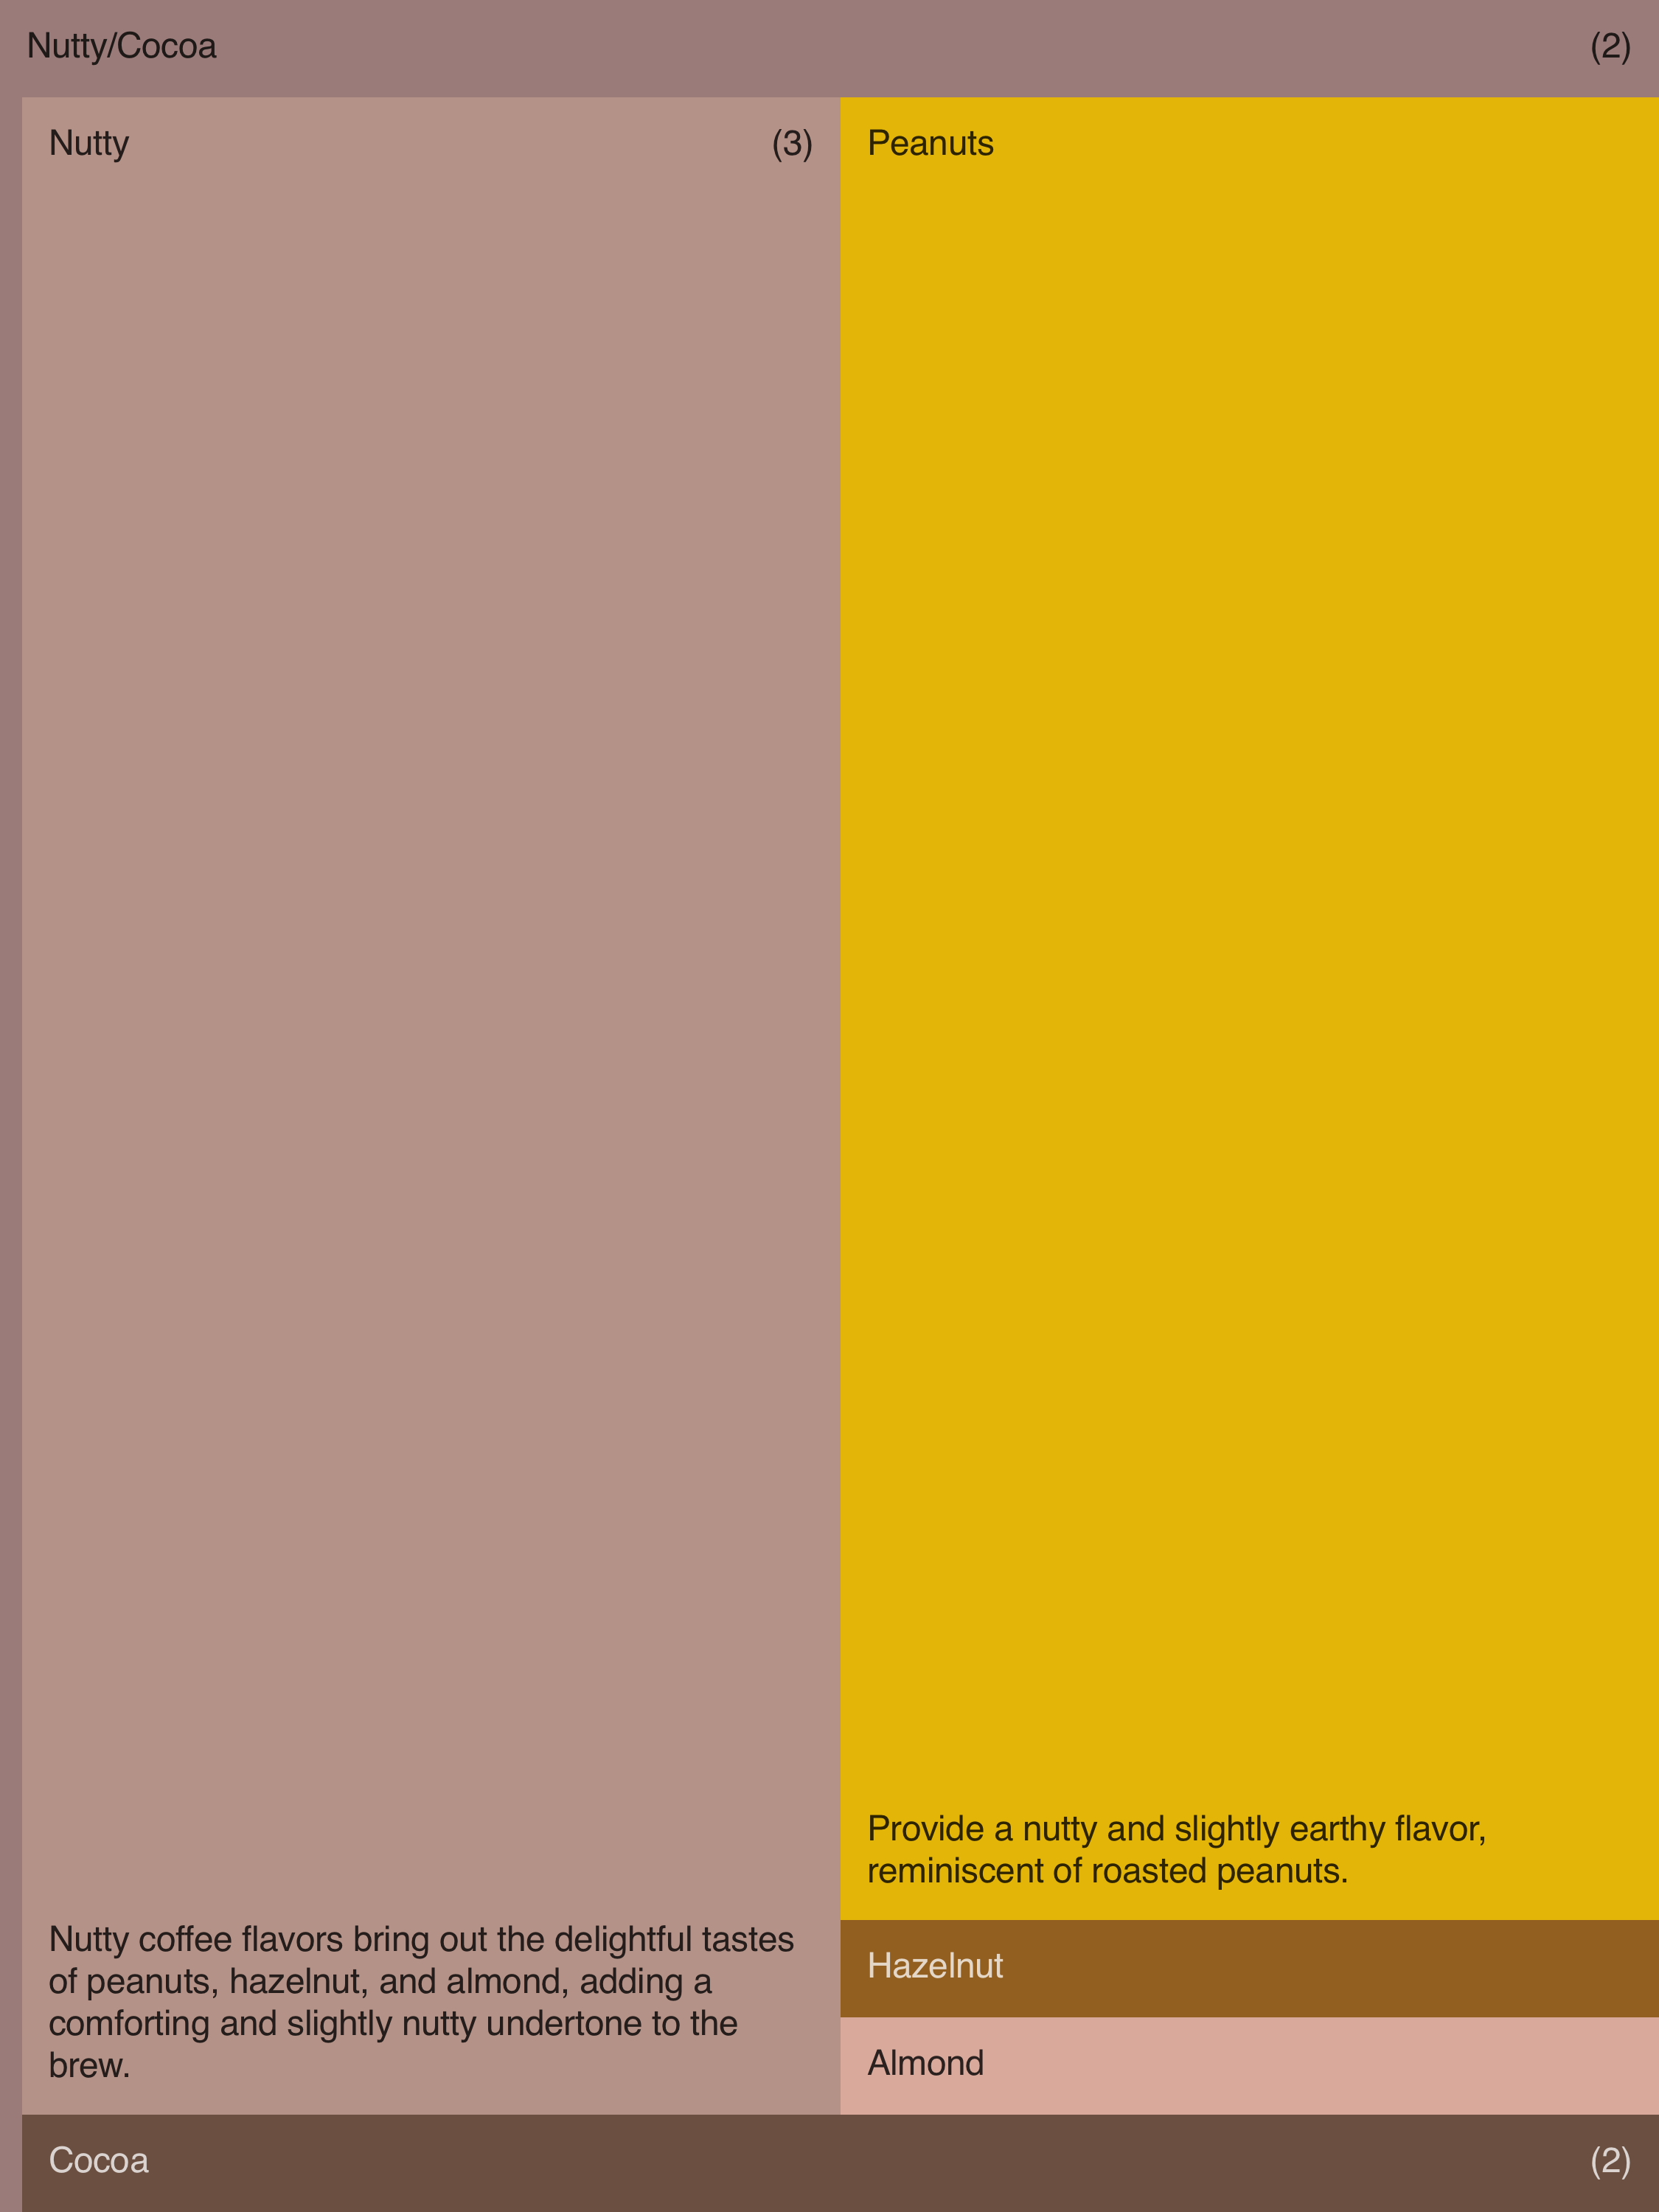 Nutty/Cocoa (2)
Nutty (3)
Nutty coffee flavors bring out the delightful tastes
of peanuts, hazelnut, and almond, adding a
comforting and slightly nutty undertone to the
brew.
Peanuts
Provide a nutty and slightly earthy flavor,
reminiscent of roasted peanuts.
Hazelnut
Almond
Cocoa (2)